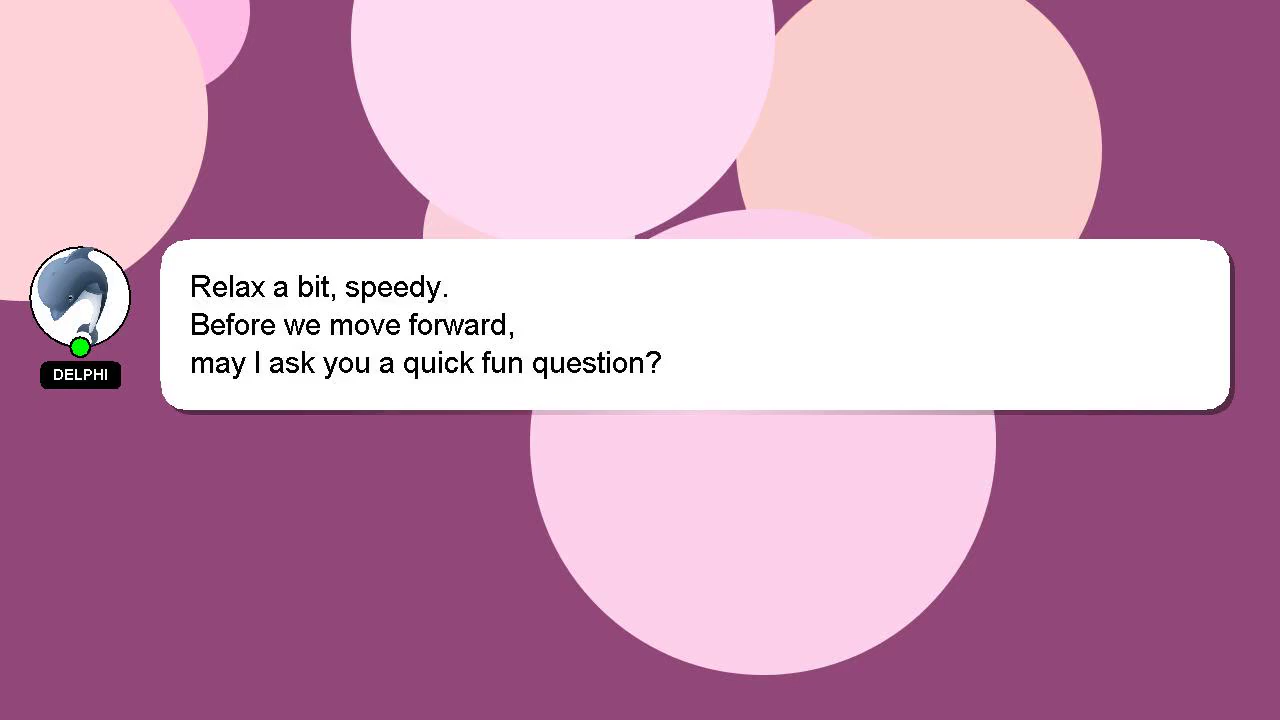 Relax a bit, speedy.
Before we move forward,
may I ask you a quick fun question?
DELPHI